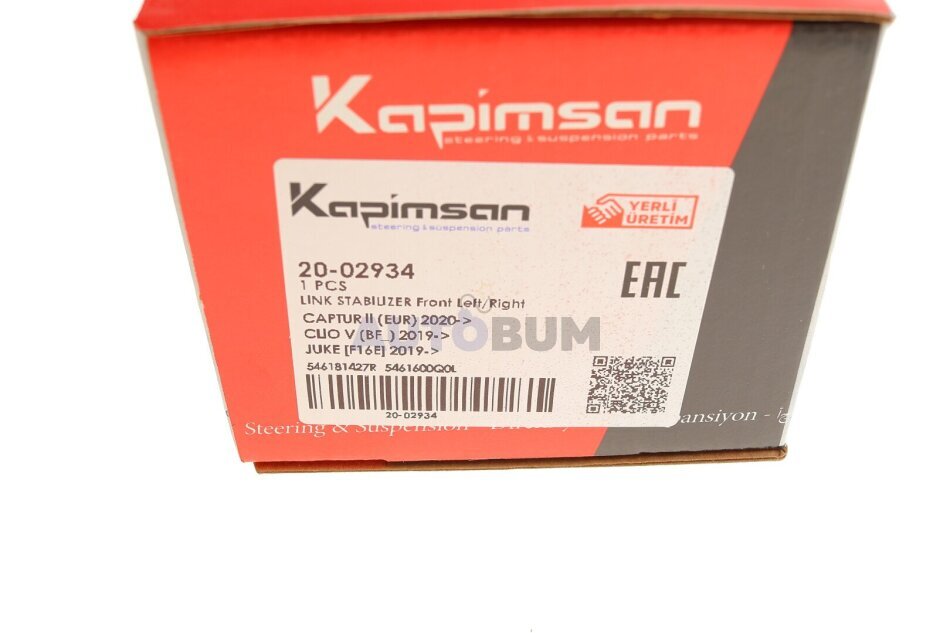 Kapimsan
steering & suspension parts
Kapimsan
steering & suspension parts
YERLİ
ÜRETİM
20-02934
1 PCS
LINK STABILIZER Front Left/Right
EAC
CAPTUR II (EUR) 2020->
CLIO V (BF_) 2019->
JUKE [F16E] 2019->
AUTOBUM
546181427R 5461600Q0L
20-02934
Steering & Suspension -